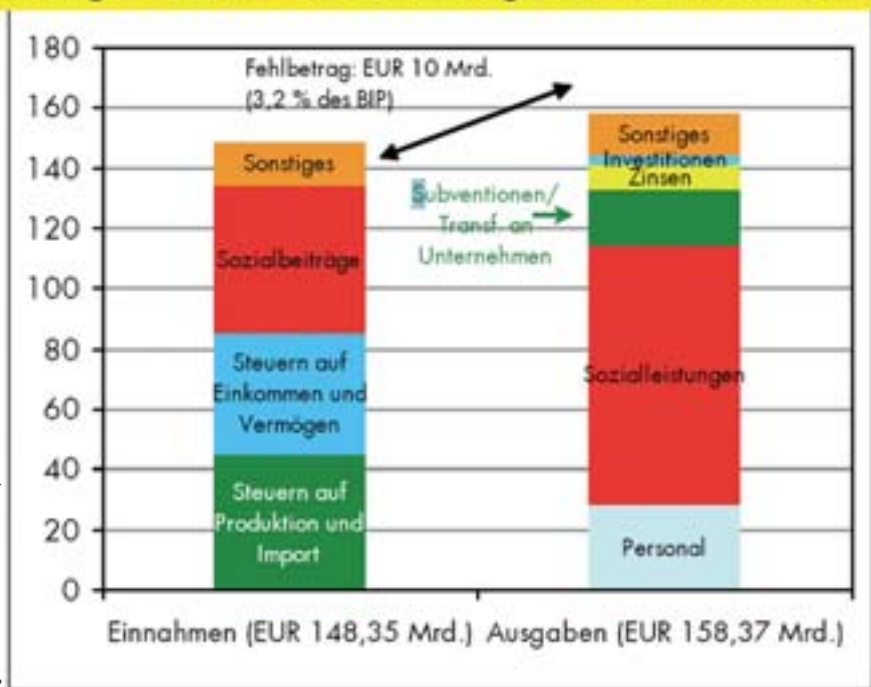 180
160
140
120
100
80
60
40
20
0
Fehlbetrag: EUR 10 Mrd.
(3,2 % des BIP)
Sonstiges
Sozialbeiträge
Steuern auf
Einkommen und
Vermögen
Steuern auf
Produktion und
Import
Subventionen/
Transf. an
Unternehmen
Sonstiges
Investitionen
Zinsen
Sozialleistungen
Personal
Einnahmen (EUR 148,35 Mrd.) Ausgaben (EUR 158,37 Mrd.)